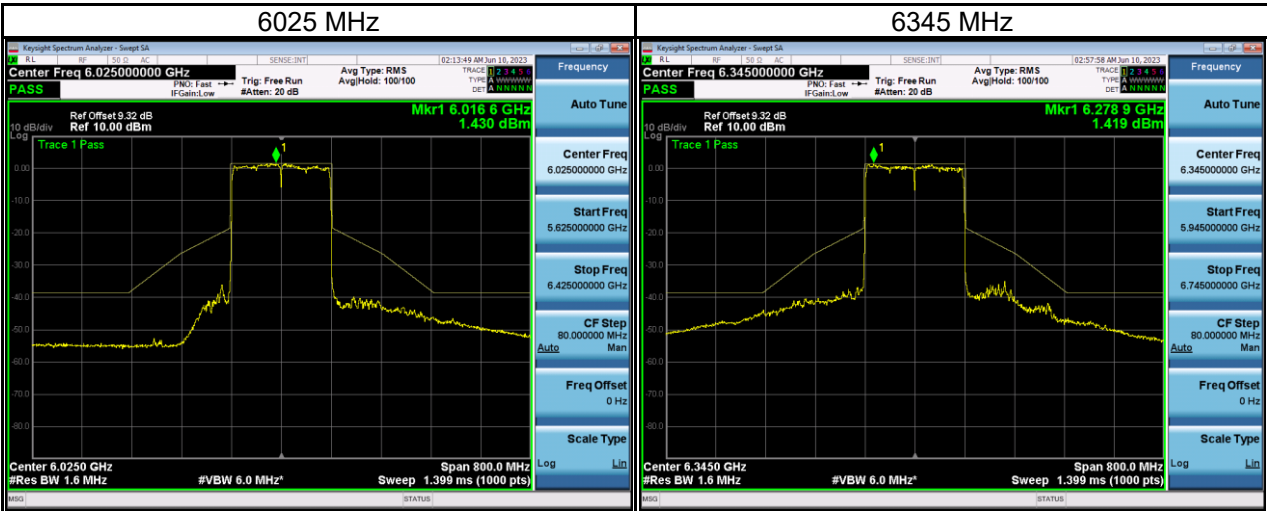 6025 MHz
Keysight Spectrum Analyzer - Swept SA
RL RF 50 Ω AC SENSE:INT 02:13:49 AM Jun 10, 2023
Center Freq 6.025000000 GHz
PASS
PNO: Fast
IFGain:Low
Trig: Free Run
#Atten: 20 dB
Avg Type: RMS
Avg|Hold: 100/100
TRACE 1 2 3 4 5 6
TYPE A WWWWW
DET A N N N N N
Mkr1 6.016 6 GHz
1.430 dBm
Ref Offset 9.32 dB
10 dB/div Ref 10.00 dBm
Log
Trace 1 Pass
1
0.00
-10.0
-20.0
-30.0
-40.0
-50.0
-60.0
-70.0
-80.0
Center 6.0250 GHz Span 800.0 MHz
#Res BW 1.6 MHz #VBW 6.0 MHz* Sweep 1.399 ms (1000 pts)
MSG STATUS
Frequency
Auto Tune
Center Freq
6.025000000 GHz
Start Freq
5.625000000 GHz
Stop Freq
6.425000000 GHz
CF Step
80.000000 MHz
Auto Man
Freq Offset
0 Hz
Scale Type
Log Lin
6345 MHz
Keysight Spectrum Analyzer - Swept SA
RL RF 50 Ω AC SENSE:INT 02:57:58 AM Jun 10, 2023
Center Freq 6.345000000 GHz
PASS
PNO: Fast
IFGain:Low
Trig: Free Run
#Atten: 20 dB
Avg Type: RMS
Avg|Hold: 100/100
TRACE 1 2 3 4 5 6
TYPE A WWWWW
DET A N N N N N
Mkr1 6.278 9 GHz
1.419 dBm
Ref Offset 9.32 dB
10 dB/div Ref 10.00 dBm
Log
Trace 1 Pass
1
0.00
-10.0
-20.0
-30.0
-40.0
-50.0
-60.0
-70.0
-80.0
Center 6.3450 GHz Span 800.0 MHz
#Res BW 1.6 MHz #VBW 6.0 MHz* Sweep 1.399 ms (1000 pts)
MSG STATUS
Frequency
Auto Tune
Center Freq
6.345000000 GHz
Start Freq
5.945000000 GHz
Stop Freq
6.745000000 GHz
CF Step
80.000000 MHz
Auto Man
Freq Offset
0 Hz
Scale Type
Log Lin